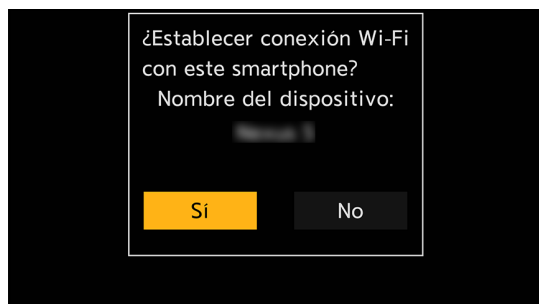 ¿Establecer conexión Wi-Fi
con este smartphone?
Nombre del dispositivo:
Sí
No